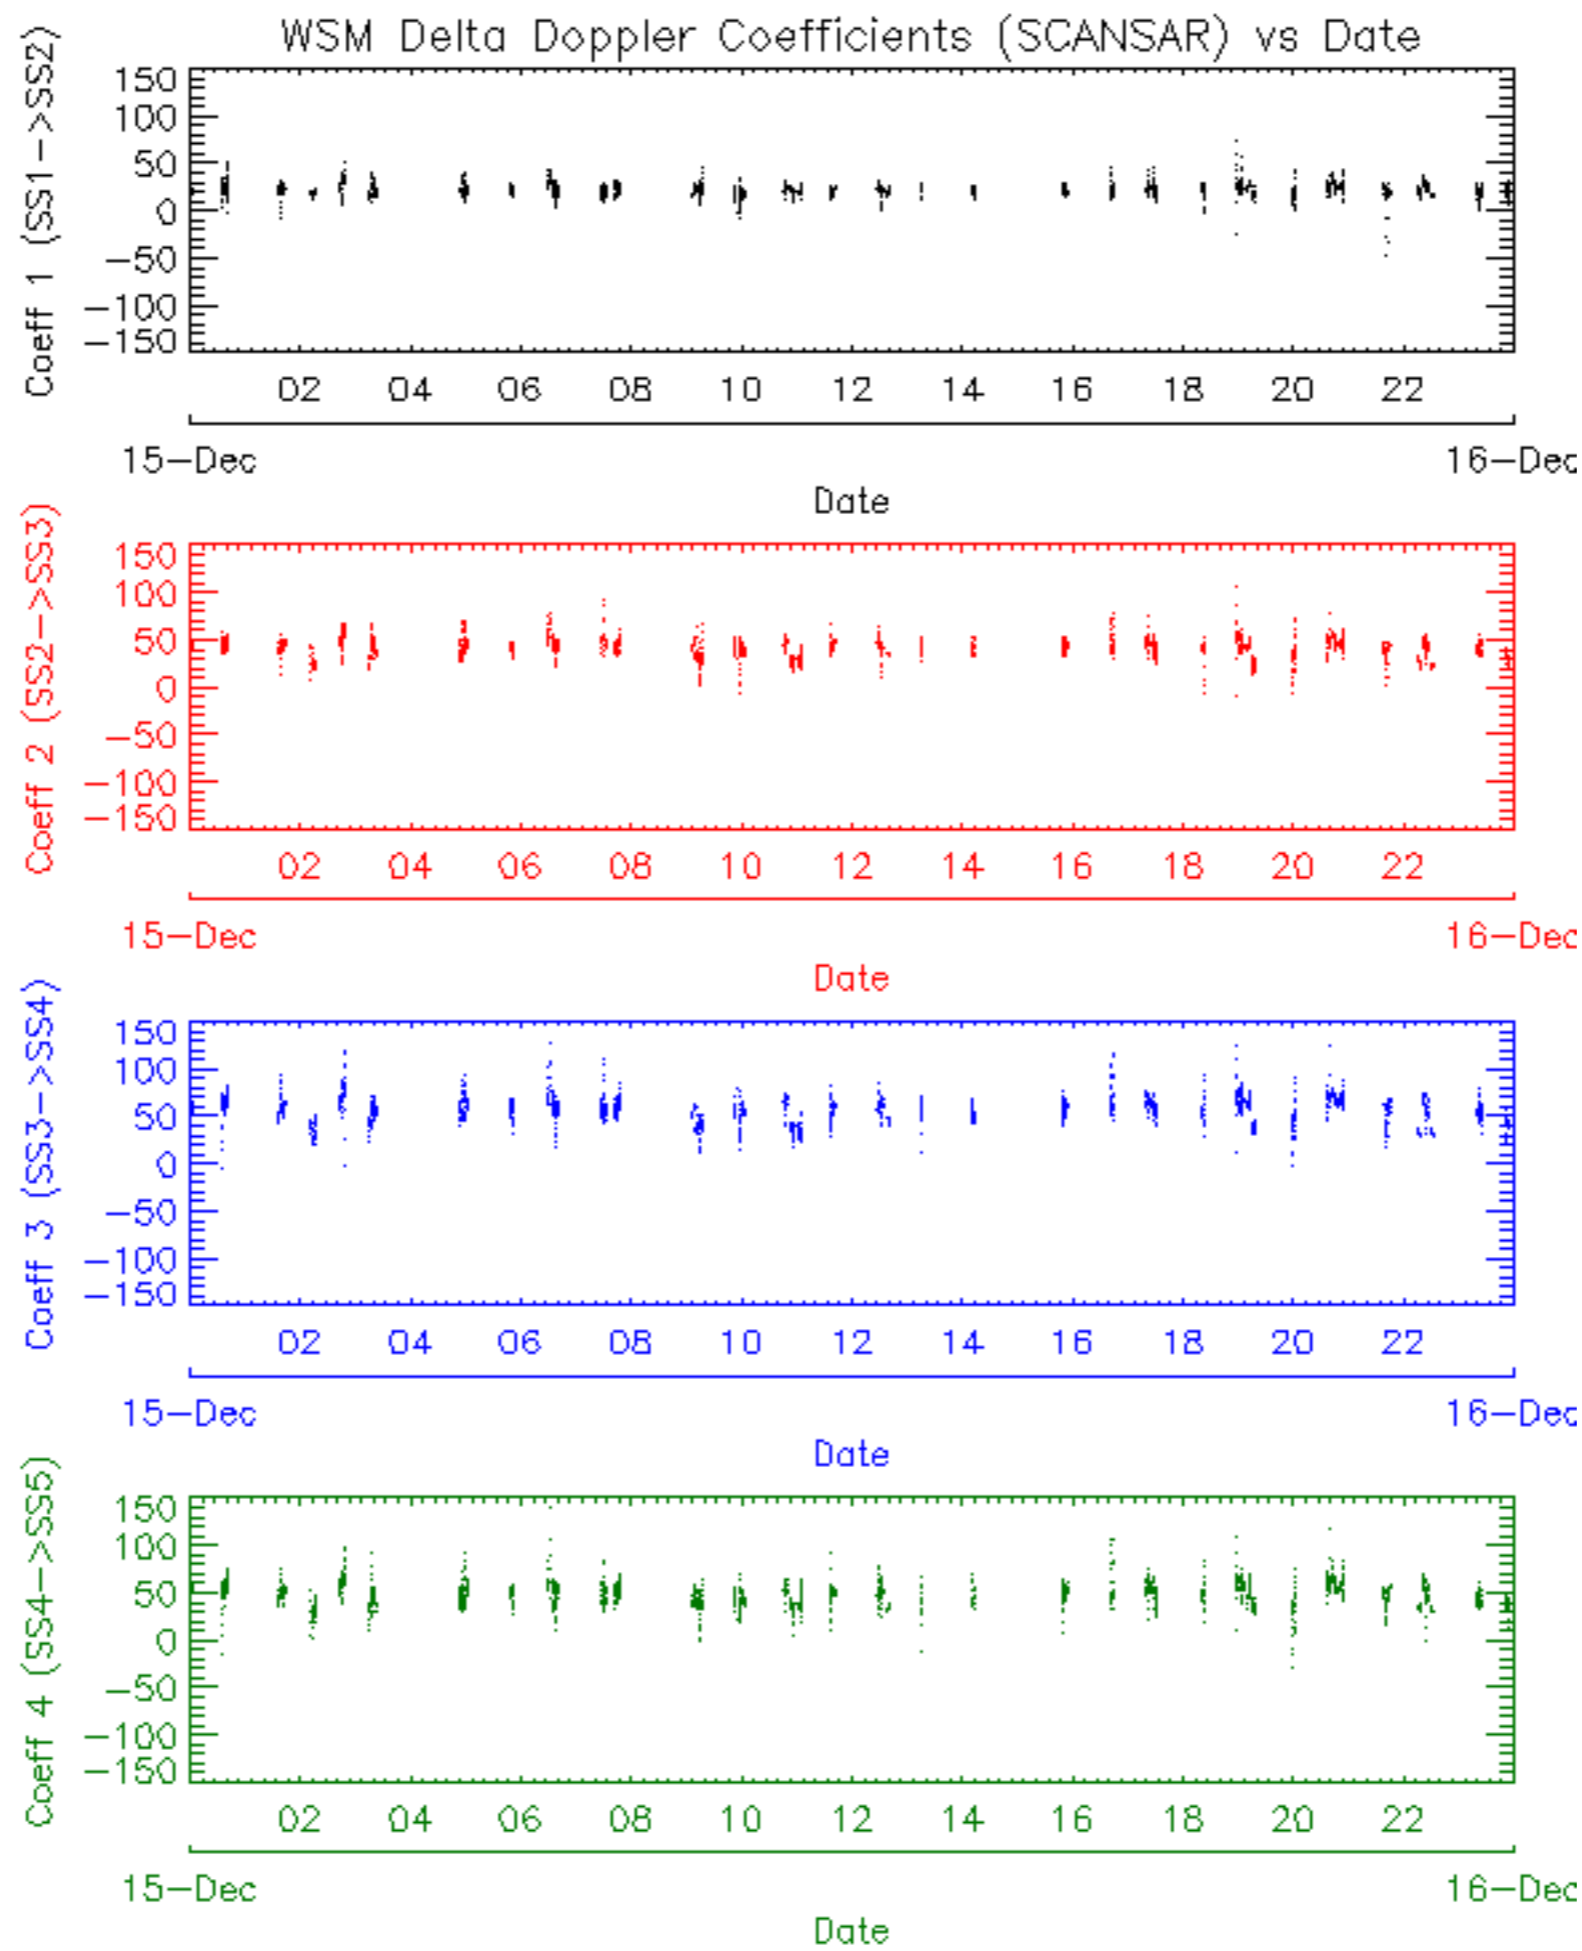 WSM Delta Doppler Coefficients (SCANSAR) vs Date
Coeff 1 (SS1->SS2)
150
100
50
0
-50
-100
-150
02 04 06 08 10 12 14 16 18 20 22
15-Dec 16-Dec
Date
Coeff 2 (SS2->SS3)
150
100
50
0
-50
-100
-150
02 04 06 08 10 12 14 16 18 20 22
15-Dec 16-Dec
Date
Coeff 3 (SS3->SS4)
150
100
50
0
-50
-100
-150
02 04 06 08 10 12 14 16 18 20 22
15-Dec 16-Dec
Date
Coeff 4 (SS4->SS5)
150
100
50
0
-50
-100
-150
02 04 06 08 10 12 14 16 18 20 22
15-Dec 16-Dec
Date